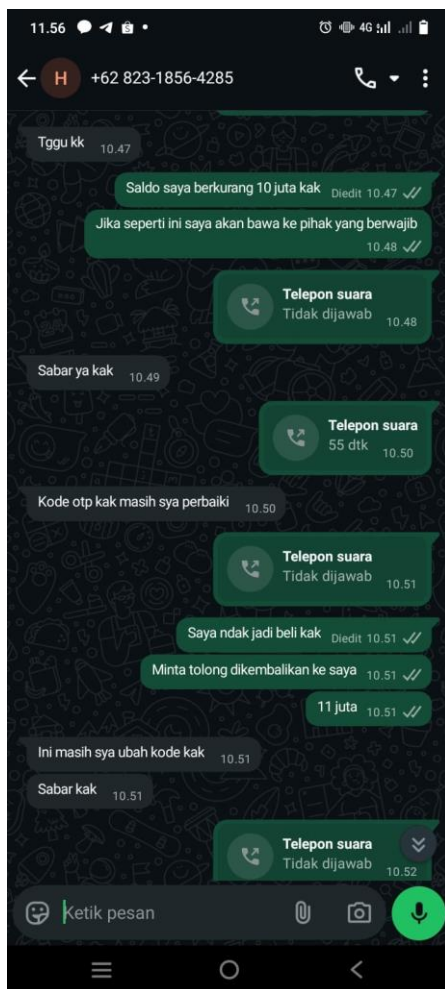 11.56
4G
H +62 823-1856-4285
Tggu kk 10.47
Saldo saya berkurang 10 juta kak Diedit 10.47
Jika seperti ini saya akan bawa ke pihak yang berwajib
10.48
Telepon suara
Tidak dijawab 10.48
Sabar ya kak 10.49
Telepon suara
55 dtk 10.50
Kode otp kak masih sya perbaiki 10.50
Telepon suara
Tidak dijawab 10.51
Saya ndak jadi beli kak Diedit 10.51
Minta tolong dikembalikan ke saya 10.51
11 juta 10.51
Ini masih sya ubah kode kak 10.51
Sabar kak 10.51
Telepon suara
Tidak dijawab 10.52
Ketik pesan